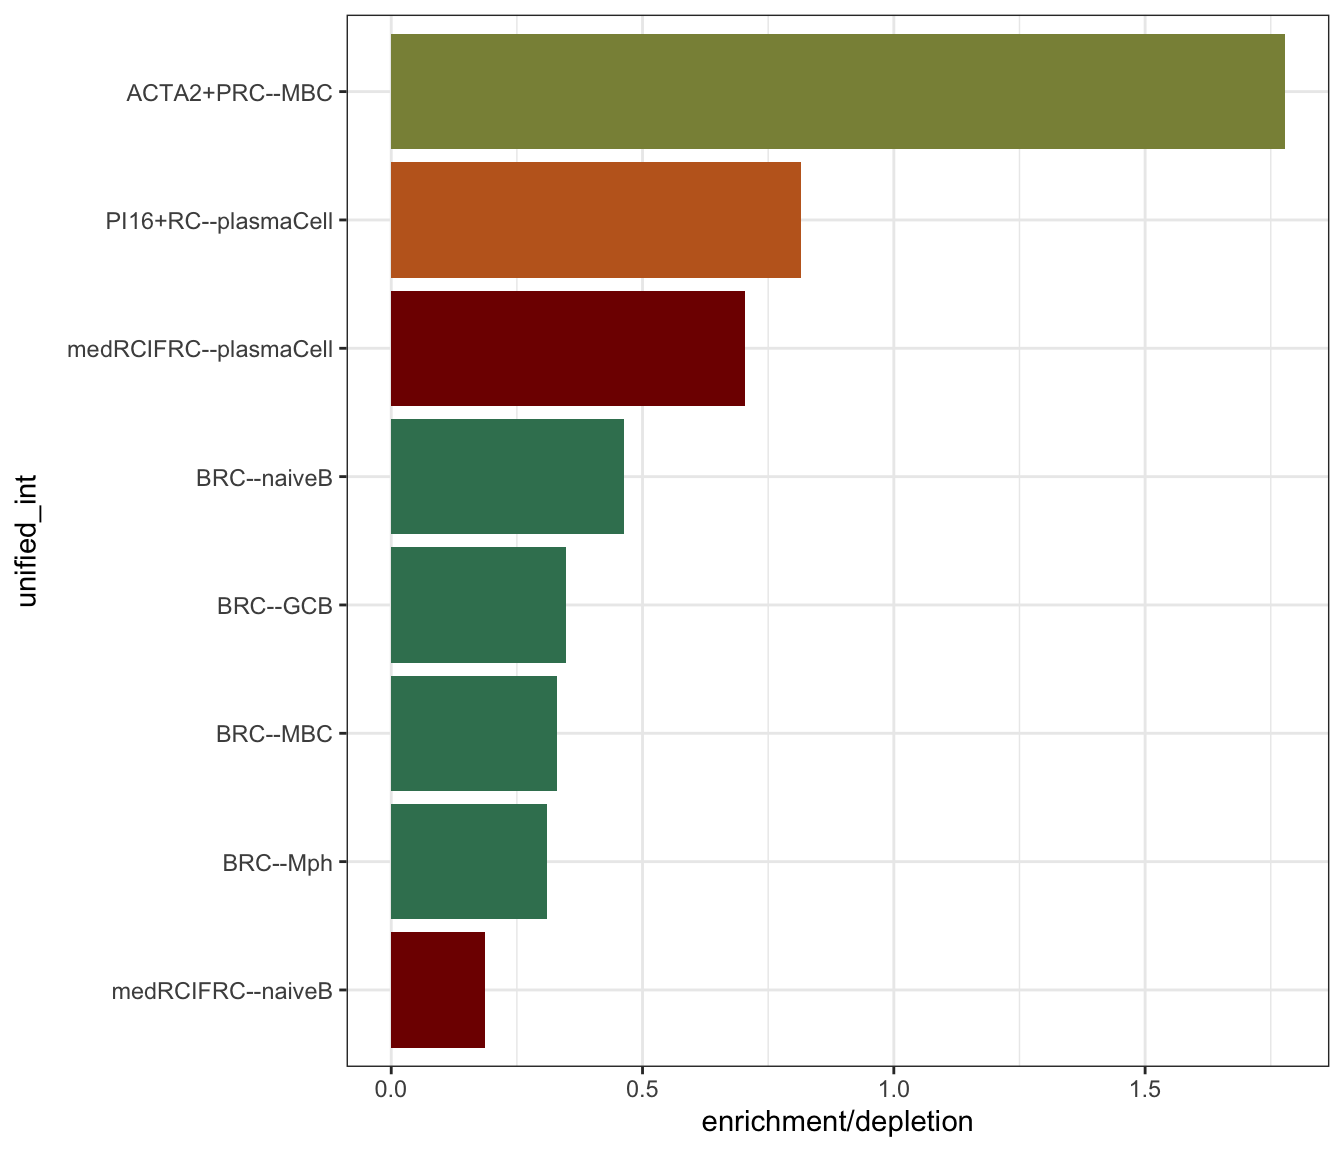 ACTA2+PRC--MBC
PI16+RC--plasmaCell
medRCIFRC--plasmaCell
BRC--naiveB
BRC--GCB
BRC--MBC
BRC--Mph
medRCIFRC--naiveB
unified_int
0.0 0.5 1.0 1.5
enrichment/depletion